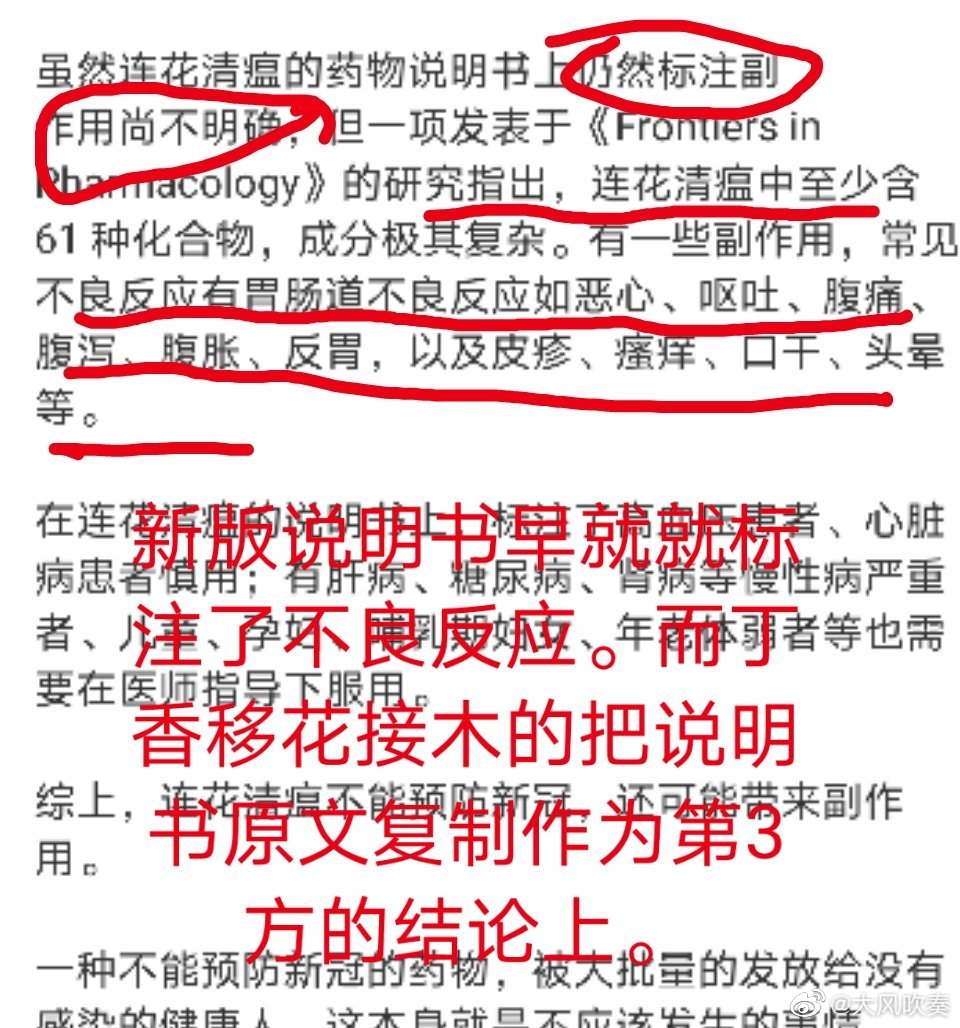 虽然连花清瘟的药物说明书上仍然标注副
作用尚不明确，但一项发表于《Frontiers in
Pharmacology》的研究指出，连花清瘟中至少含
61 种化合物，成分极其复杂。有一些副作用，常见
不良反应有胃肠道不良反应如恶心、呕吐、腹痛、
腹泻、腹胀、反胃，以及皮疹、瘙痒、口干、头晕
等。
在连花清瘟的说明书上，标注了高血压患者、心脏
病患者慎用；有肝病、糖尿病、肾病等慢性病严重
者、儿童、孕妇、哺乳期妇女、年老体弱者等也需
要在医师指导下服用。
综上，连花清瘟不能预防新冠，还可能带来副作
用。
一种不能预防新冠的药物，被大批量的发放给没有
感染的健康人，这本身就是不应该发生的事情
新版说明书早就就标
注了不良反应。而丁
香移花接木的把说明
书原文复制作为第3
方的结论上。
@大风吹奏